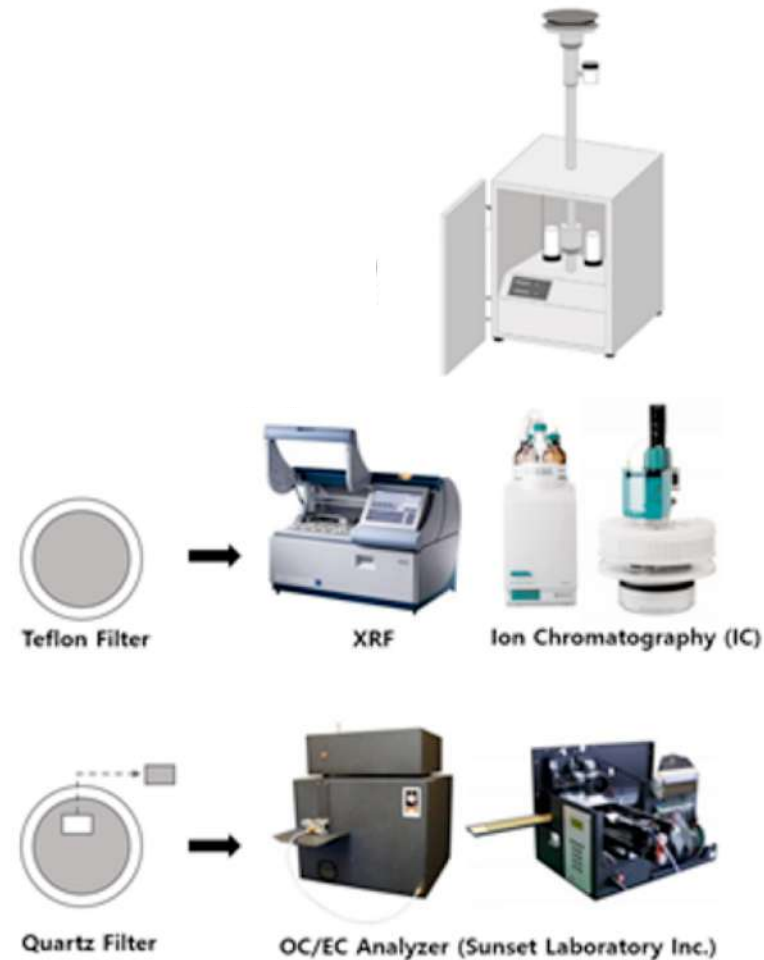 Teflon Filter
XRF
Ion Chromatography (IC)
Quartz Filter
OC/EC Analyzer (Sunset Laboratory Inc.)